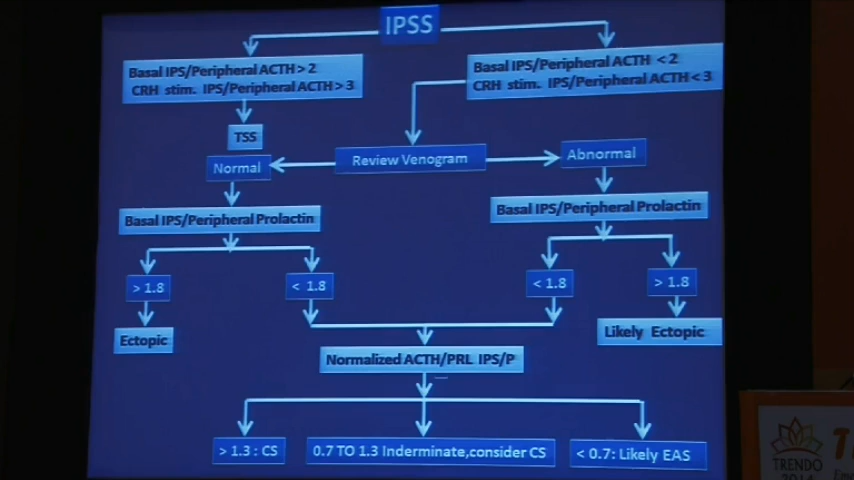 IPSS
Basal IPS/Peripheral ACTH > 2
CRH stim. IPS/Peripheral ACTH > 3
Basal IPS/Peripheral ACTH < 2
CRH stim. IPS/Peripheral ACTH < 3
TSS
Normal
Review Venogram
Abnormal
Basal IPS/Peripheral Prolactin
Basal IPS/Peripheral Prolactin
> 1.8
< 1.8
< 1.8
> 1.8
Ectopic
Likely Ectopic
Normalized ACTH/PRL IPS/P
> 1.3 : CS
0.7 TO 1.3 Inderminate,consider CS
< 0.7: Likely EAS
TRENDO